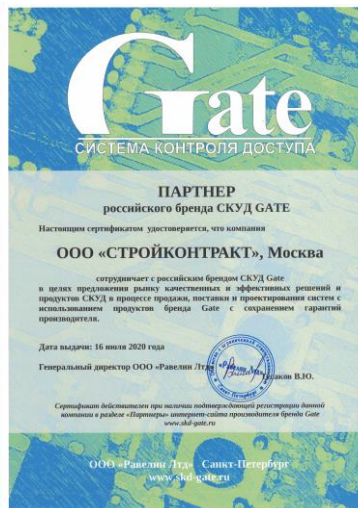 Gate
СИСТЕМА КОНТРОЛЯ ДОСТУПА
ПАРТНЕР
российского бренда СКУД GATE
Настоящим сертификатом удостоверяется, что компания
ООО «СТРОЙКОНТРАКТ», Москва
сотрудничает с российским брендом СКУД Gate
в целях предложения рынку качественных и эффективных решений и
продуктов СКУД в процессе продажи, поставки и проектирования систем с
использованием продуктов бренда Gate с сохранением гарантий
производителя.
Дата выдачи: 16 июля 2020 года
Генеральный директор ООО «Равелин Лтд» В.Ю.
Сертификат действителен при наличии подтверждающей регистрации данной
компании в разделе «Партнеры» интернет-сайта производителя бренда Gate
www.skd-gate.ru
ООО «Равелин Лтд» Санкт-Петербург
www.skd-gate.ru